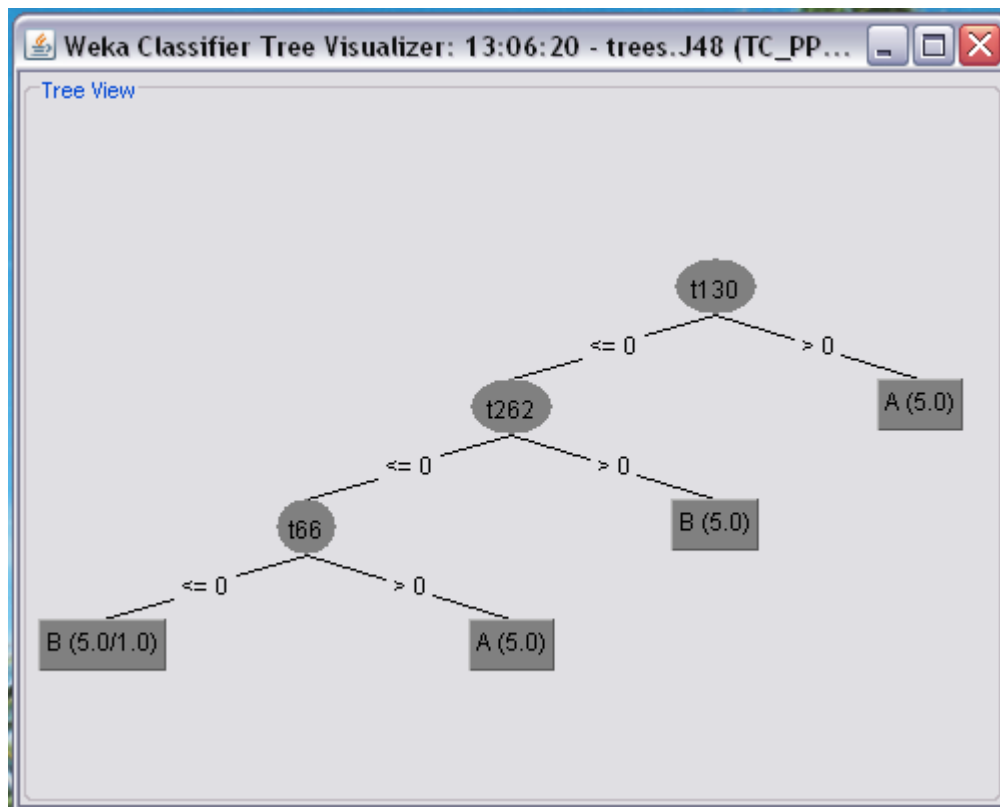 Weka Classifier Tree Visualizer: 13:06:20 - trees.J48 (TC_PP...
Tree View
t130
<= 0
> 0
t262
A (5.0)
<= 0
> 0
t66
B (5.0)
<= 0
> 0
B (5.0/1.0)
A (5.0)